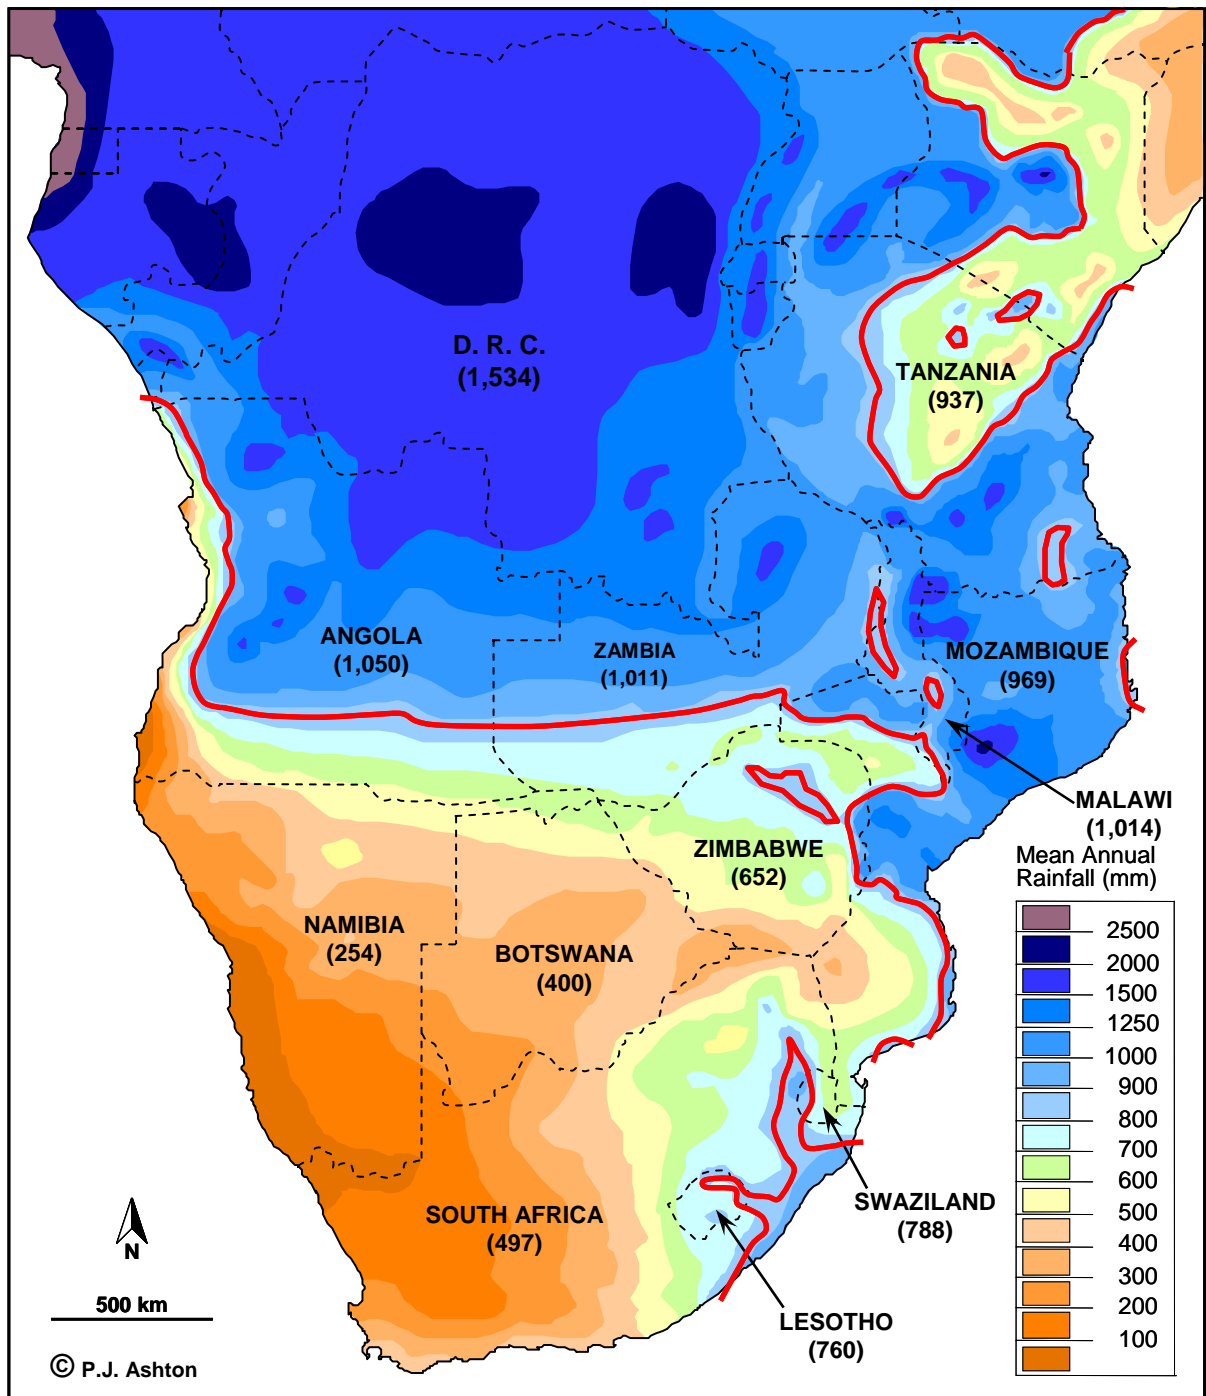 D. R. C.
(1,534)
TANZANIA
(937)
ANGOLA
(1,050)
ZAMBIA
(1,011)
MOZAMBIQUE
(969)
MALAWI
(1,014)
ZIMBABWE
(652)
NAMIBIA
(254)
BOTSWANA
(400)
SOUTH AFRICA
(497)
SWAZILAND
(788)
LESOTHO
(760)
Mean Annual
Rainfall (mm)
2500
2000
1500
1250
1000
900
800
700
600
500
400
300
200
100
N
500 km
© P.J. Ashton